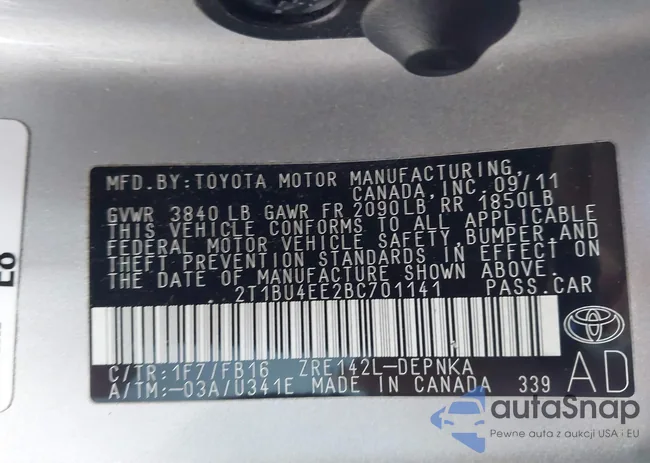 MFD.BY:TOYOTA MOTOR MANUFACTURING,
CANADA,INC.09/11
GVWR 3840LB GAWR FR 2090LB,RR 1850LB
THIS VEHICLE CONFORMS TO ALL APPLICABLE
FEDERAL MOTOR VEHICLE SAFETY,BUMPER,AND
THEFT PREVENTION STANDARDS IN EFFECT ON
THE DATE OF MANUFACTURE SHOWN ABOVE.
2T1BU4EE2BC701141 PASS.CAR
C/TR:1F7/FB16 ZRE142L-DEPNKA
A/TM:-03A/U341E MADE IN CANADA 339
AD
autoSnap
Pewne auta z aukcji USA i EU